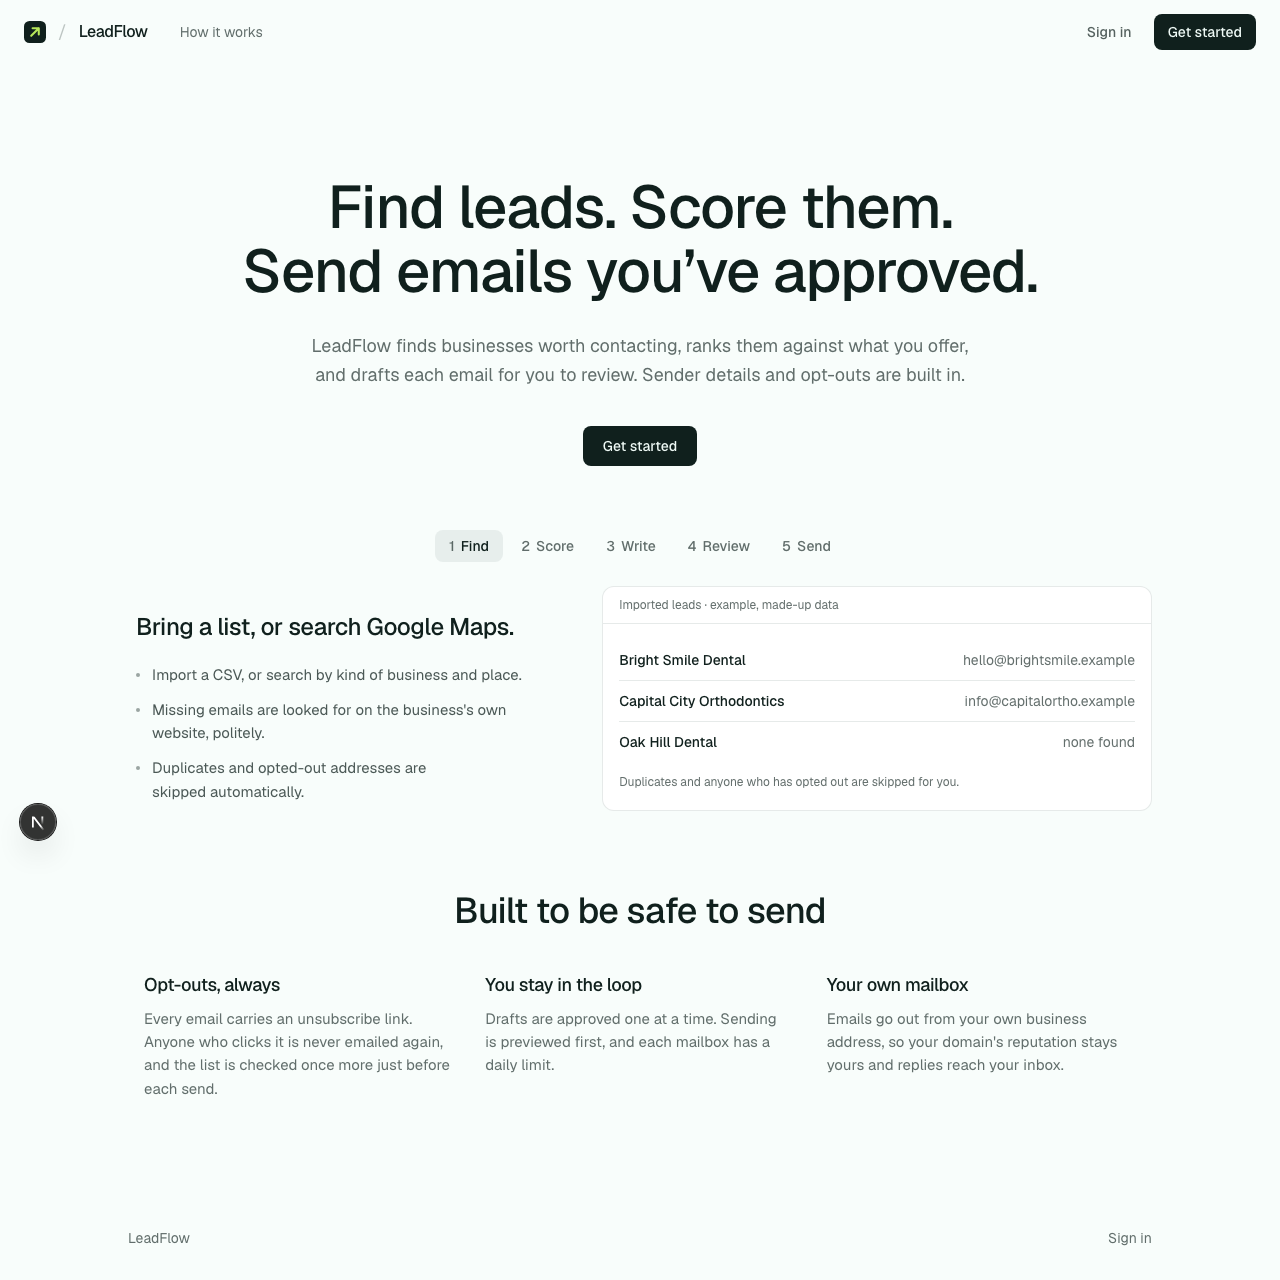 / LeadFlow How it works Sign in Get started
Find leads. Score them.
Send emails you’ve approved.
LeadFlow finds businesses worth contacting, ranks them against what you offer,
and drafts each email for you to review. Sender details and opt-outs are built in.
Get started
1 Find 2 Score 3 Write 4 Review 5 Send
Bring a list, or search Google Maps.
• Import a CSV, or search by kind of business and place.
• Missing emails are looked for on the business's own
website, politely.
• Duplicates and opted-out addresses are
skipped automatically.
Imported leads · example, made-up data
Bright Smile Dental hello@brightsmile.example
Capital City Orthodontics info@capitalortho.example
Oak Hill Dental none found
Duplicates and anyone who has opted out are skipped for you.
N
Built to be safe to send
Opt-outs, always
Every email carries an unsubscribe link.
Anyone who clicks it is never emailed again,
and the list is checked once more just before
each send.
You stay in the loop
Drafts are approved one at a time. Sending
is previewed first, and each mailbox has a
daily limit.
Your own mailbox
Emails go out from your own business
address, so your domain's reputation stays
yours and replies reach your inbox.
LeadFlow Sign in